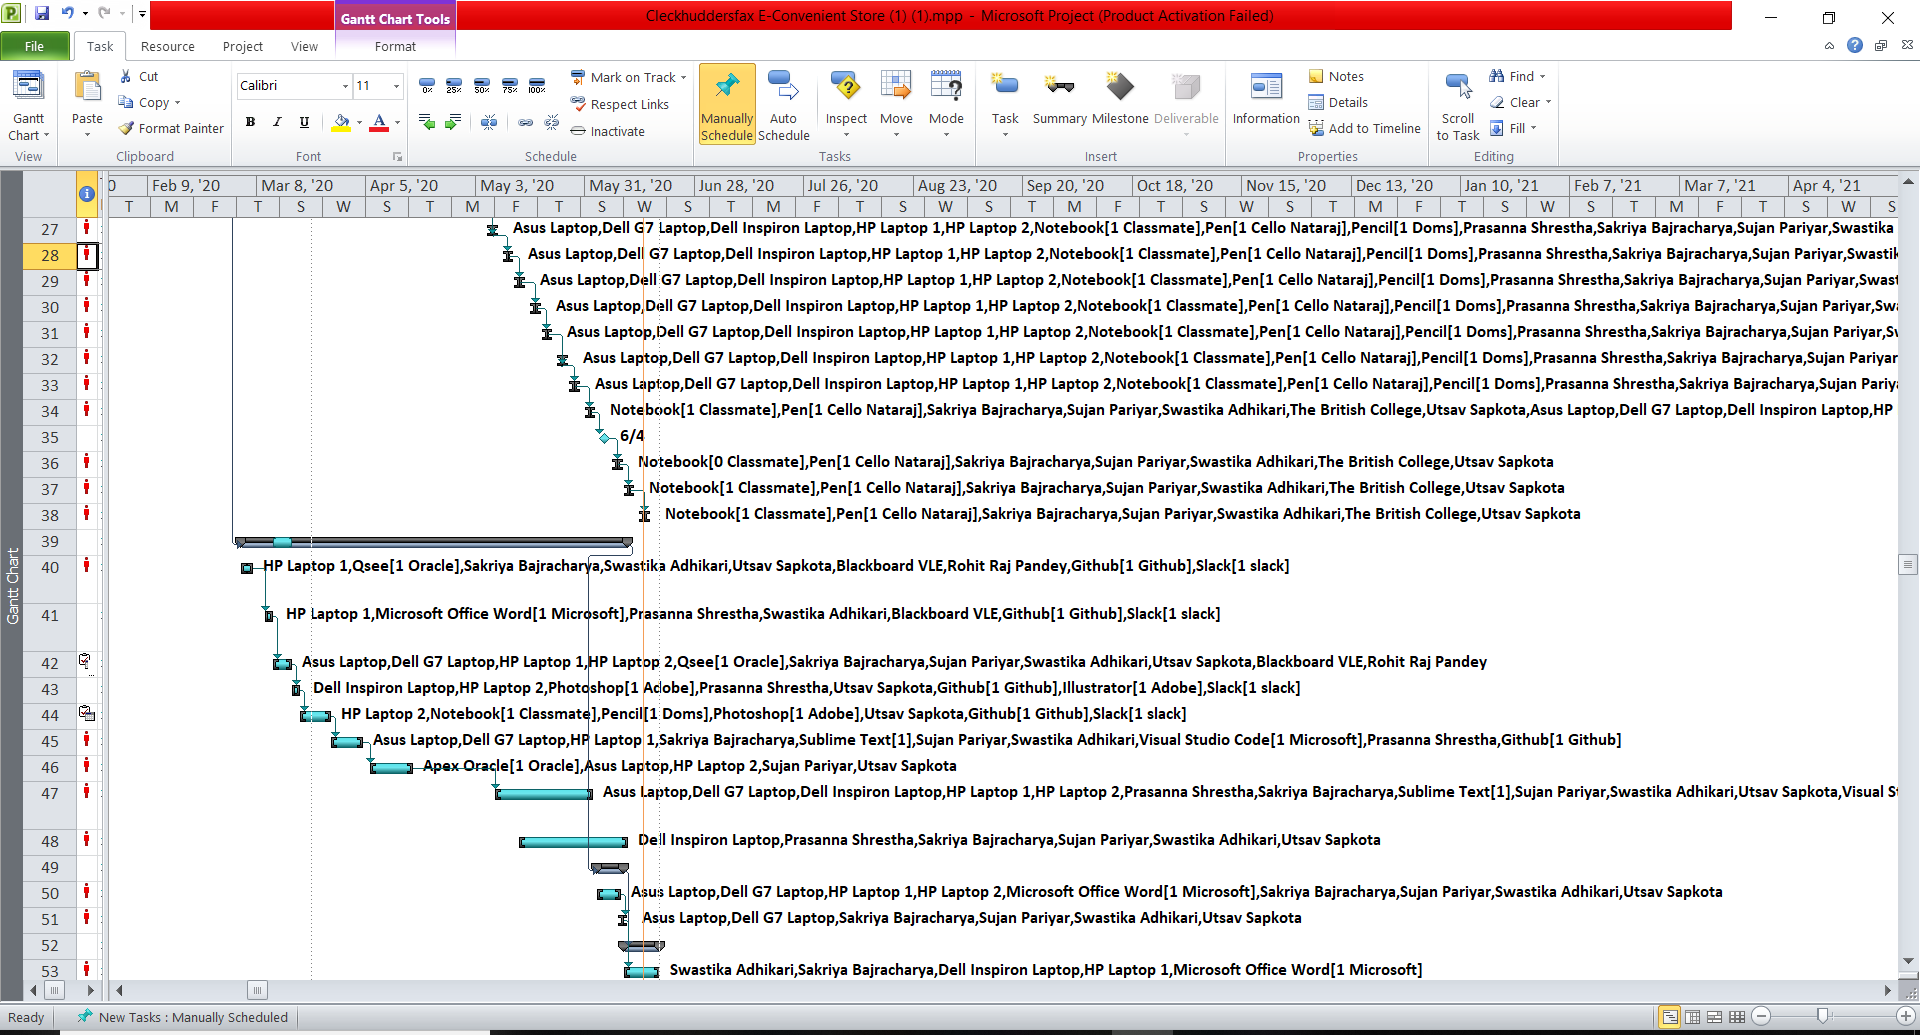 Gantt Chart Tools
Cleckhuddersfax E-Convenient Store (1) (1).mpp - Microsoft Project (Product Activation Failed)
File Task Resource Project View Format
Gantt Chart
View
Paste
Cut
Copy
Format Painter
Clipboard
Calibri 11
B I U A
Font
0% 25% 50% 75% 100%
Mark on Track
Respect Links
Inactivate
Schedule
Manually Schedule
Auto Schedule
Inspect
Move
Mode
Tasks
Task
Summary
Milestone
Deliverable
Insert
Information
Notes
Details
Add to Timeline
Properties
Scroll to Task
Find
Clear
Fill
Editing
0 Feb 9, '20 Mar 8, '20 Apr 5, '20 May 3, '20 May 31, '20 Jun 28, '20 Jul 26, '20 Aug 23, '20 Sep 20, '20 Oct 18, '20 Nov 15, '20 Dec 13, '20 Jan 10, '21 Feb 7, '21 Mar 7, '21 Apr 4, '21
T M F T S W S T M F T S W S T M F T S W S T M F T S W S T M F T S W S T M F T S W S
Gantt Chart
27 Asus Laptop,Dell G7 Laptop,Dell Inspiron Laptop,HP Laptop 1,HP Laptop 2,Notebook[1 Classmate],Pen[1 Cello Nataraj],Pencil[1 Doms],Prasanna Shrestha,Sakriya Bajracharya,Sujan Pariyar,Swastika
28 Asus Laptop,Dell G7 Laptop,Dell Inspiron Laptop,HP Laptop 1,HP Laptop 2,Notebook[1 Classmate],Pen[1 Cello Nataraj],Pencil[1 Doms],Prasanna Shrestha,Sakriya Bajracharya,Sujan Pariyar,Swastik
29 Asus Laptop,Dell G7 Laptop,Dell Inspiron Laptop,HP Laptop 1,HP Laptop 2,Notebook[1 Classmate],Pen[1 Cello Nataraj],Pencil[1 Doms],Prasanna Shrestha,Sakriya Bajracharya,Sujan Pariyar,Swast
30 Asus Laptop,Dell G7 Laptop,Dell Inspiron Laptop,HP Laptop 1,HP Laptop 2,Notebook[1 Classmate],Pen[1 Cello Nataraj],Pencil[1 Doms],Prasanna Shrestha,Sakriya Bajracharya,Sujan Pariyar,Swa
31 Asus Laptop,Dell G7 Laptop,Dell Inspiron Laptop,HP Laptop 1,HP Laptop 2,Notebook[1 Classmate],Pen[1 Cello Nataraj],Pencil[1 Doms],Prasanna Shrestha,Sakriya Bajracharya,Sujan Pariyar,S
32 Asus Laptop,Dell G7 Laptop,Dell Inspiron Laptop,HP Laptop 1,HP Laptop 2,Notebook[1 Classmate],Pen[1 Cello Nataraj],Pencil[1 Doms],Prasanna Shrestha,Sakriya Bajracharya,Sujan Pariyar
33 Asus Laptop,Dell G7 Laptop,Dell Inspiron Laptop,HP Laptop 1,HP Laptop 2,Notebook[1 Classmate],Pen[1 Cello Nataraj],Pencil[1 Doms],Prasanna Shrestha,Sakriya Bajracharya,Sujan Pariy
34 Notebook[1 Classmate],Pen[1 Cello Nataraj],Sakriya Bajracharya,Sujan Pariyar,Swastika Adhikari,The British College,Utsav Sapkota,Asus Laptop,Dell G7 Laptop,Dell Inspiron Laptop,HP
35 6/4
36 Notebook[0 Classmate],Pen[1 Cello Nataraj],Sakriya Bajracharya,Sujan Pariyar,Swastika Adhikari,The British College,Utsav Sapkota
37 Notebook[1 Classmate],Pen[1 Cello Nataraj],Sakriya Bajracharya,Sujan Pariyar,Swastika Adhikari,The British College,Utsav Sapkota
38 Notebook[1 Classmate],Pen[1 Cello Nataraj],Sakriya Bajracharya,Sujan Pariyar,Swastika Adhikari,The British College,Utsav Sapkota
39
40 HP Laptop 1,Qsee[1 Oracle],Sakriya Bajracharya,Swastika Adhikari,Utsav Sapkota,Blackboard VLE,Rohit Raj Pandey,Github[1 Github],Slack[1 slack]
41 HP Laptop 1,Microsoft Office Word[1 Microsoft],Prasanna Shrestha,Swastika Adhikari,Blackboard VLE,Github[1 Github],Slack[1 slack]
42 Asus Laptop,Dell G7 Laptop,HP Laptop 1,HP Laptop 2,Qsee[1 Oracle],Sakriya Bajracharya,Sujan Pariyar,Swastika Adhikari,Utsav Sapkota,Blackboard VLE,Rohit Raj Pandey
43 Dell Inspiron Laptop,HP Laptop 2,Photoshop[1 Adobe],Prasanna Shrestha,Utsav Sapkota,Github[1 Github],Illustrator[1 Adobe],Slack[1 slack]
44 HP Laptop 2,Notebook[1 Classmate],Pencil[1 Doms],Photoshop[1 Adobe],Utsav Sapkota,Github[1 Github],Slack[1 slack]
45 Asus Laptop,Dell G7 Laptop,HP Laptop 1,Sakriya Bajracharya,Sublime Text[1],Sujan Pariyar,Swastika Adhikari,Visual Studio Code[1 Microsoft],Prasanna Shrestha,Github[1 Github]
46 Apex Oracle[1 Oracle],Asus Laptop,HP Laptop 2,Sujan Pariyar,Utsav Sapkota
47 Asus Laptop,Dell G7 Laptop,Dell Inspiron Laptop,HP Laptop 1,HP Laptop 2,Prasanna Shrestha,Sakriya Bajracharya,Sublime Text[1],Sujan Pariyar,Swastika Adhikari,Utsav Sapkota,Visual S
48 Dell Inspiron Laptop,Prasanna Shrestha,Sakriya Bajracharya,Sujan Pariyar,Swastika Adhikari,Utsav Sapkota
49
50 Asus Laptop,Dell G7 Laptop,HP Laptop 1,HP Laptop 2,Microsoft Office Word[1 Microsoft],Sakriya Bajracharya,Sujan Pariyar,Swastika Adhikari,Utsav Sapkota
51 Asus Laptop,Dell G7 Laptop,Sakriya Bajracharya,Sujan Pariyar,Swastika Adhikari,Utsav Sapkota
52
53 Swastika Adhikari,Sakriya Bajracharya,Dell Inspiron Laptop,HP Laptop 1,Microsoft Office Word[1 Microsoft]
Ready New Tasks : Manually Scheduled